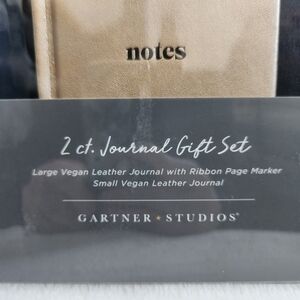 notes
2 ct. Journal Gift Set
Large Vegan Leather Journal with Ribbon Page Marker
Small Vegan Leather Journal
GARTNER ★ STUDIOS®